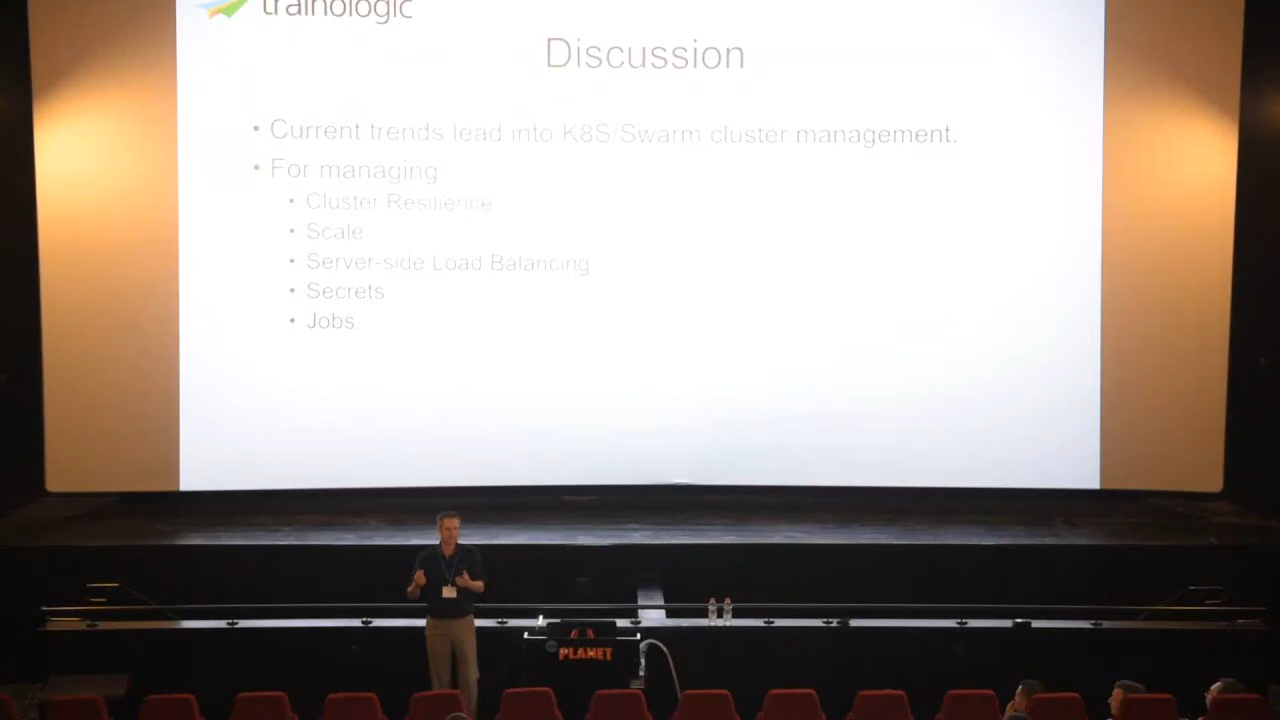 trainologic
Discussion
• Current trends lead into K8S/Swarm cluster management.
• For managing
• Cluster Resilience
• Scale
• Server-side Load Balancing
• Secrets
• Jobs
PLANET